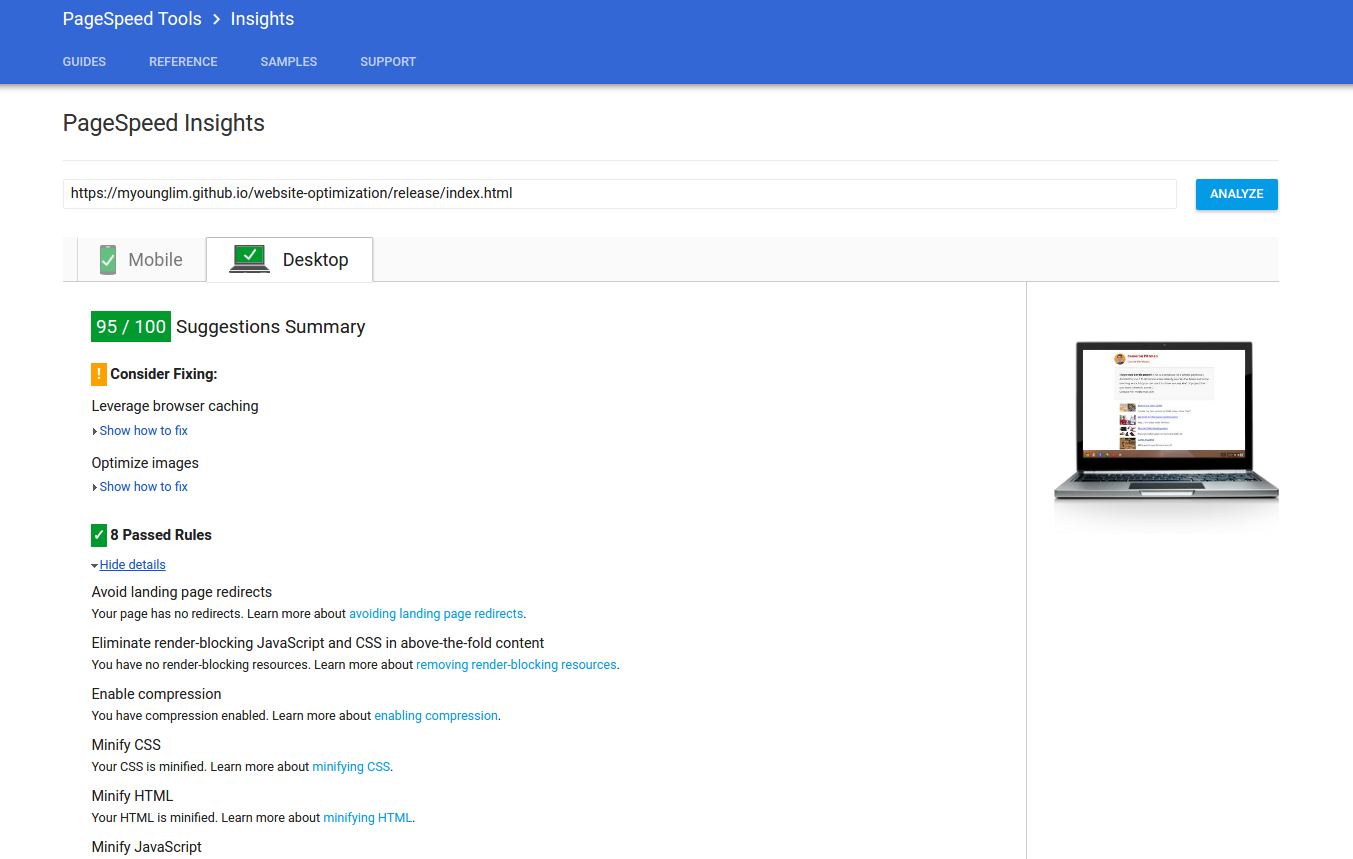 PageSpeed Tools > Insights
GUIDES REFERENCE SAMPLES SUPPORT
PageSpeed Insights
https://myounglim.github.io/website-optimization/release/index.html ANALYZE
Mobile Desktop
95 / 100 Suggestions Summary
! Consider Fixing:
Leverage browser caching
Show how to fix
Optimize images
Show how to fix
8 Passed Rules
Hide details
Avoid landing page redirects
Your page has no redirects. Learn more about avoiding landing page redirects.
Eliminate render-blocking JavaScript and CSS in above-the-fold content
You have no render-blocking resources. Learn more about removing render-blocking resources.
Enable compression
You have compression enabled. Learn more about enabling compression.
Minify CSS
Your CSS is minified. Learn more about minifying CSS.
Minify HTML
Your HTML is minified. Learn more about minifying HTML.
Minify JavaScript